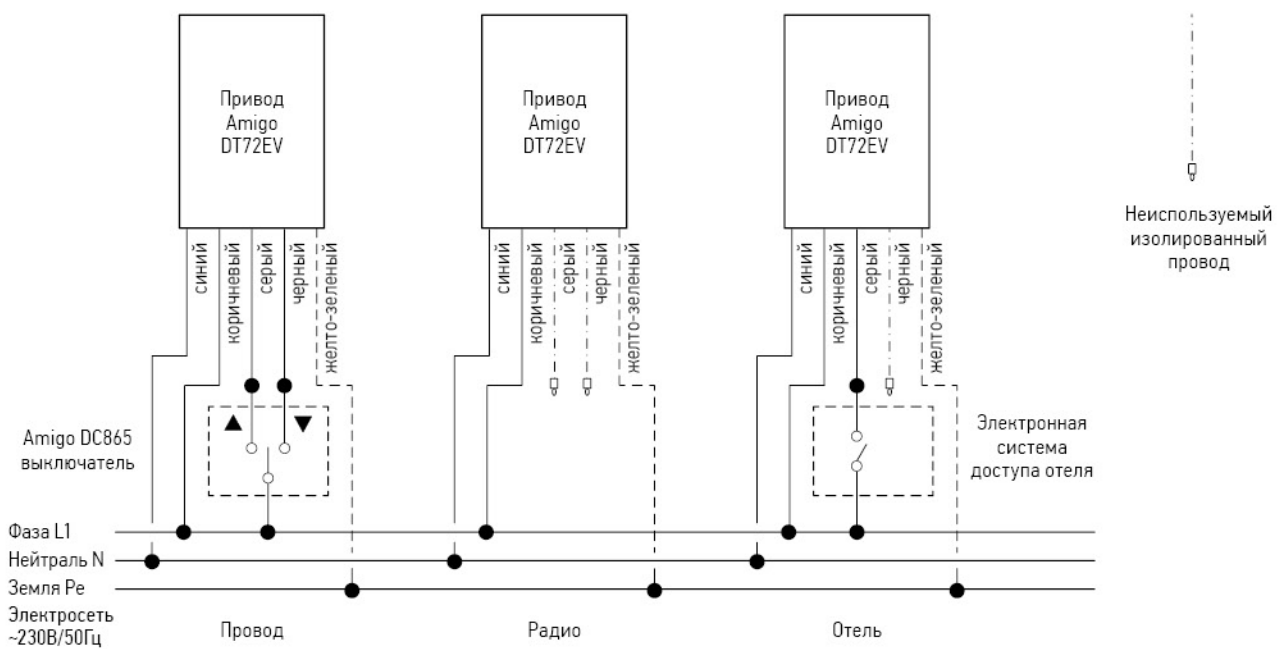 Привод
Amigo
DT72EV
Привод
Amigo
DT72EV
Привод
Amigo
DT72EV
Неиспользуемый
изолированный
провод
синий
коричневый
серый
черный
желто-зеленый
синий
коричневый
серый
черный
желто-зеленый
синий
коричневый
серый
черный
желто-зеленый
Amigo DC865
выключатель
Электронная
система
доступа отеля
Фаза L1
Нейтраль N
Земля Pe
Электросеть
~230В/50Гц
Провод
Радио
Отель